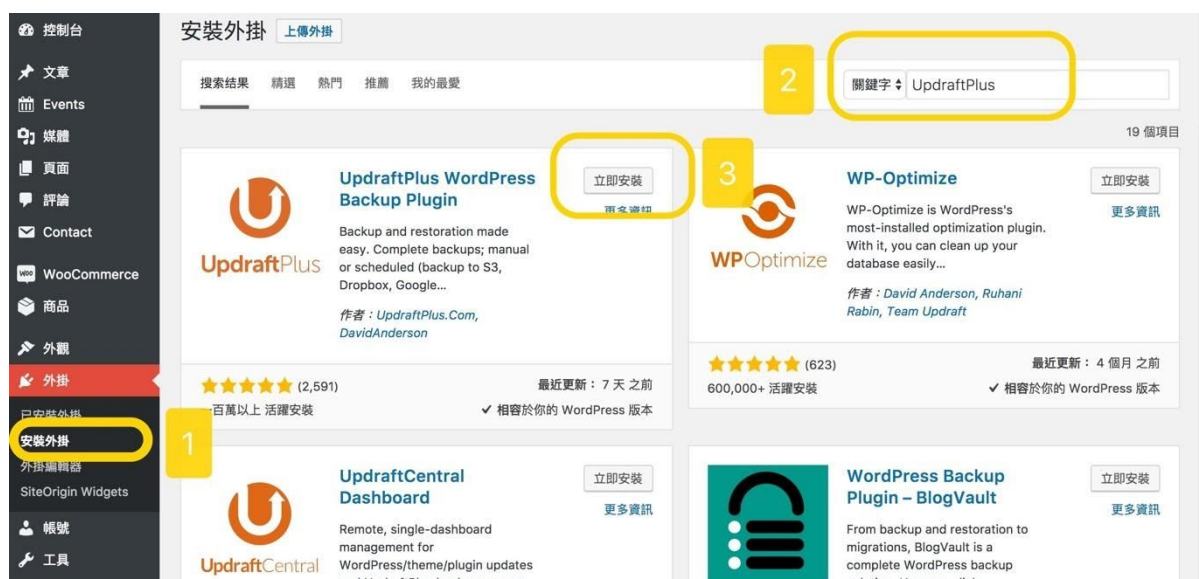 控制台
文章
Events
媒體
頁面
評論
Contact
WooCommerce
商品
外觀
外掛
已安裝外掛
安裝外掛
外掛編輯器
SiteOrigin Widgets
帳號
工具
安裝外掛 上傳外掛
搜索结果 精選 熱門 推薦 我的最愛
2
關鍵字 UpdraftPlus
19 個項目
UpdraftPlus
UpdraftPlus WordPress
Backup Plugin
立即安裝
更多資訊
Backup and restoration made
easy. Complete backups; manual
or scheduled (backup to S3,
Dropbox, Google...
作者：UpdraftPlus.Com,
DavidAnderson
(2,591)
一百萬以上 活躍安裝
最近更新： 7 天 之前
✔ 相容於你的 WordPress 版本
3
WPOptimize
WP-Optimize
立即安裝
更多資訊
WP-Optimize is WordPress's
most-installed optimization plugin.
With it, you can clean up your
database easily...
作者：David Anderson, Ruhani
Rabin, Team Updraft
(623)
600,000+ 活躍安裝
最近更新： 4 個月 之前
✔ 相容於你的 WordPress 版本
1
UpdraftCentral
UpdraftCentral
Dashboard
立即安裝
更多資訊
Remote, single-dashboard
management for
WordPress/theme/plugin updates
WordPress Backup
Plugin – BlogVault
立即安裝
更多資訊
From backup and restoration to
migrations, BlogVault is a
complete WordPress backup